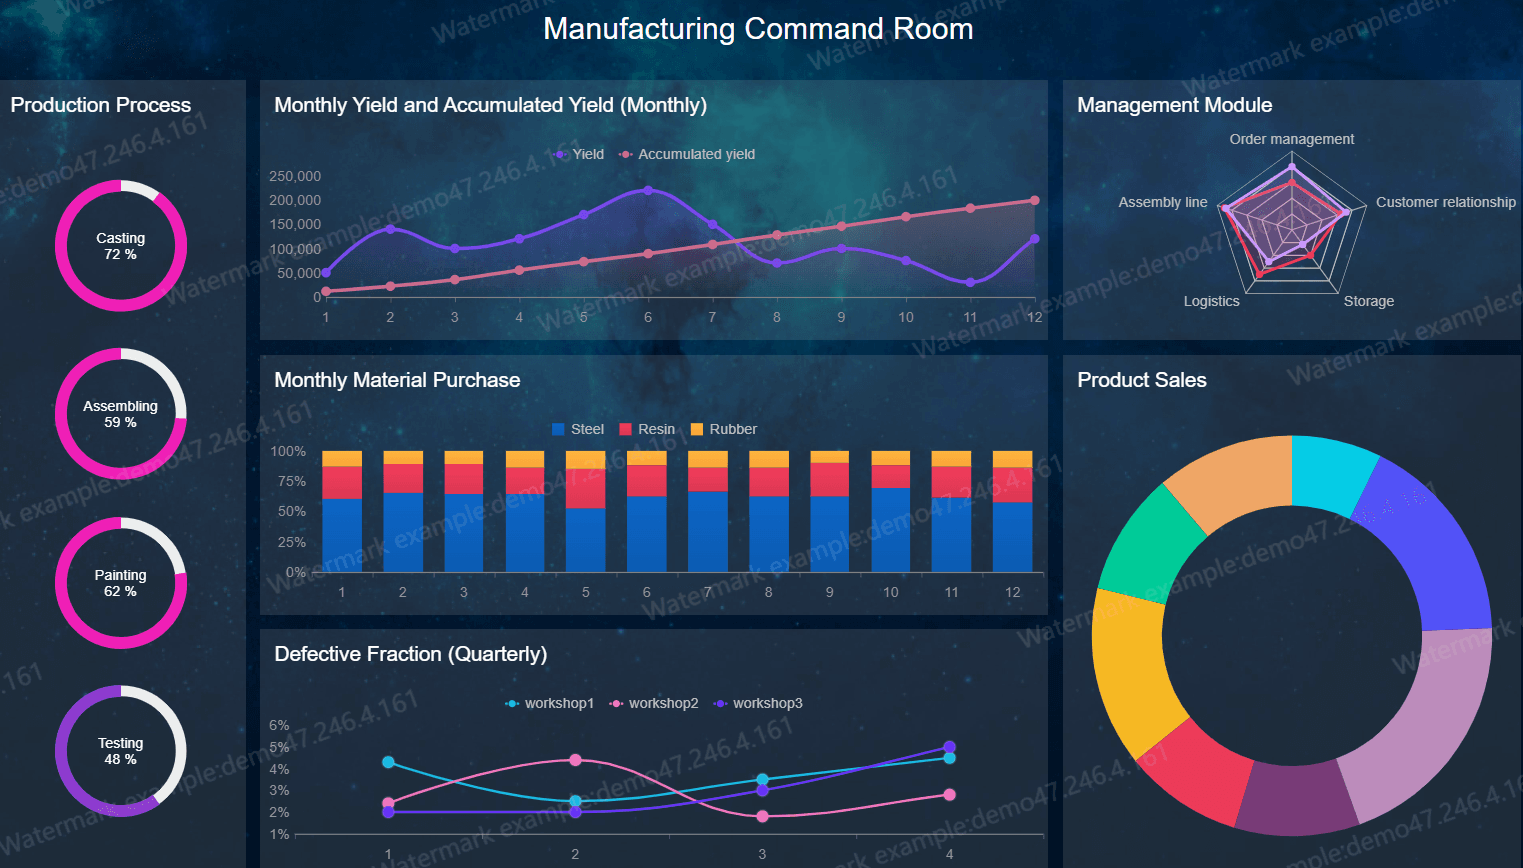 Manufacturing Command Room
Production Process
Casting
72 %
Assembling
59 %
Painting
62 %
Testing
48 %
Monthly Yield and Accumulated Yield (Monthly)
Yield Accumulated yield
250,000
200,000
150,000
100,000
50,000
0
1 2 3 4 5 6 7 8 9 10 11 12
Monthly Material Purchase
Steel Resin Rubber
100%
75%
50%
25%
0%
1 2 3 4 5 6 7 8 9 10 11 12
Defective Fraction (Quarterly)
workshop1 workshop2 workshop3
6%
5%
4%
3%
2%
1%
1 2 3 4
Management Module
Order management
Assembly line Customer relationship
Logistics Storage
Product Sales
Watermark example:demo47.246.4.161